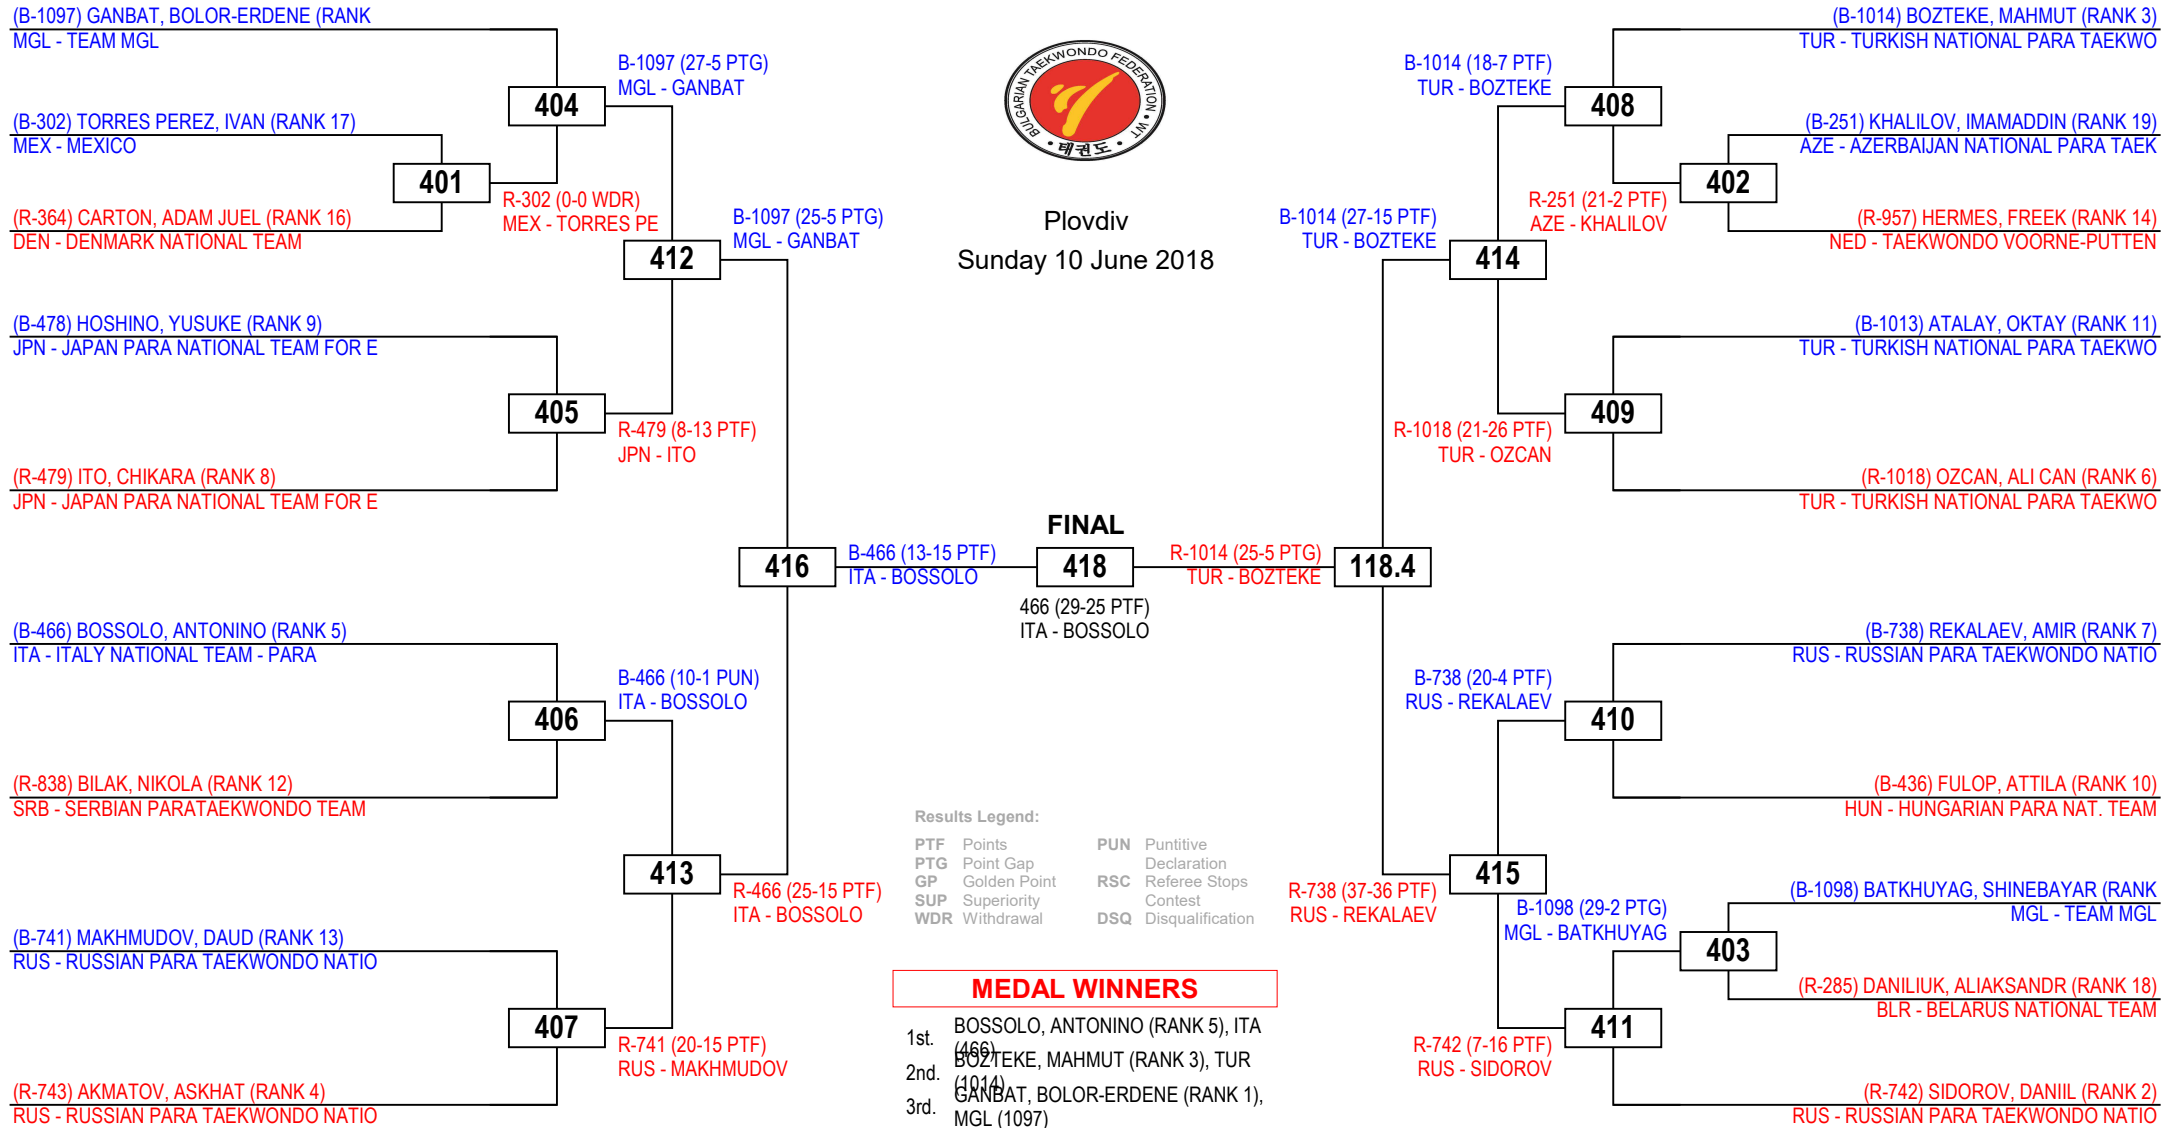 (B-1097) GANBAT, BOLOR-ERDENE (RANK
MGL - TEAM MGL
(B-302) TORRES PEREZ, IVAN (RANK 17)
MEX - MEXICO
(R-364) CARTON, ADAM JUEL (RANK 16)
DEN - DENMARK NATIONAL TEAM
(B-478) HOSHINO, YUSUKE (RANK 9)
JPN - JAPAN PARA NATIONAL TEAM FOR E
(R-479) ITO, CHIKARA (RANK 8)
JPN - JAPAN PARA NATIONAL TEAM FOR E
(B-466) BOSSOLO, ANTONINO (RANK 5)
ITA - ITALY NATIONAL TEAM - PARA
(R-838) BILAK, NIKOLA (RANK 12)
SRB - SERBIAN PARATAEKWONDO TEAM
(B-741) MAKHMUDOV, DAUD (RANK 13)
RUS - RUSSIAN PARA TAEKWONDO NATIO
(R-743) AKMATOV, ASKHAT (RANK 4)
RUS - RUSSIAN PARA TAEKWONDO NATIO
401
R-302 (0-0 WDR)
MEX - TORRES PE
404
B-1097 (27-5 PTG)
MGL - GANBAT
405
R-479 (8-13 PTF)
JPN - ITO
406
B-466 (10-1 PUN)
ITA - BOSSOLO
407
R-741 (20-15 PTF)
RUS - MAKHMUDOV
412
B-1097 (25-5 PTG)
MGL - GANBAT
413
R-466 (25-15 PTF)
ITA - BOSSOLO
416
B-466 (13-15 PTF)
ITA - BOSSOLO
BULGARIAN TAEKWONDO FEDERATION • WT •
태권도
Plovdiv
Sunday 10 June 2018
FINAL
418
466 (29-25 PTF)
ITA - BOSSOLO
R-1014 (25-5 PTG)
TUR - BOZTEKE
118.4
B-1014 (27-15 PTF)
TUR - BOZTEKE
414
R-738 (37-36 PTF)
RUS - REKALAEV
415
B-1014 (18-7 PTF)
TUR - BOZTEKE
408
R-251 (21-2 PTF)
AZE - KHALILOV
402
R-1018 (21-26 PTF)
TUR - OZCAN
409
B-738 (20-4 PTF)
RUS - REKALAEV
410
B-1098 (29-2 PTG)
MGL - BATKHUYAG
403
R-742 (7-16 PTF)
RUS - SIDOROV
411
(B-1014) BOZTEKE, MAHMUT (RANK 3)
TUR - TURKISH NATIONAL PARA TAEKWO
(B-251) KHALILOV, IMAMADDIN (RANK 19)
AZE - AZERBAIJAN NATIONAL PARA TAEK
(R-957) HERMES, FREEK (RANK 14)
NED - TAEKWONDO VOORNE-PUTTEN
(B-1013) ATALAY, OKTAY (RANK 11)
TUR - TURKISH NATIONAL PARA TAEKWO
(R-1018) OZCAN, ALI CAN (RANK 6)
TUR - TURKISH NATIONAL PARA TAEKWO
(B-738) REKALAEV, AMIR (RANK 7)
RUS - RUSSIAN PARA TAEKWONDO NATIO
(B-436) FULOP, ATTILA (RANK 10)
HUN - HUNGARIAN PARA NAT. TEAM
(B-1098) BATKHUYAG, SHINEBAYAR (RANK
MGL - TEAM MGL
(R-285) DANILIUK, ALIAKSANDR (RANK 18)
BLR - BELARUS NATIONAL TEAM
(R-742) SIDOROV, DANIIL (RANK 2)
RUS - RUSSIAN PARA TAEKWONDO NATIO
Results Legend:
PTF Points
PTG Point Gap
GP Golden Point
SUP Superiority
WDR Withdrawal
PUN Puntitive
Declaration
RSC Referee Stops
Contest
DSQ Disqualification
MEDAL WINNERS
1st. BOSSOLO, ANTONINO (RANK 5), ITA
(466)
2nd. BOZTEKE, MAHMUT (RANK 3), TUR
(1014)
3rd. GANBAT, BOLOR-ERDENE (RANK 1),
MGL (1097)